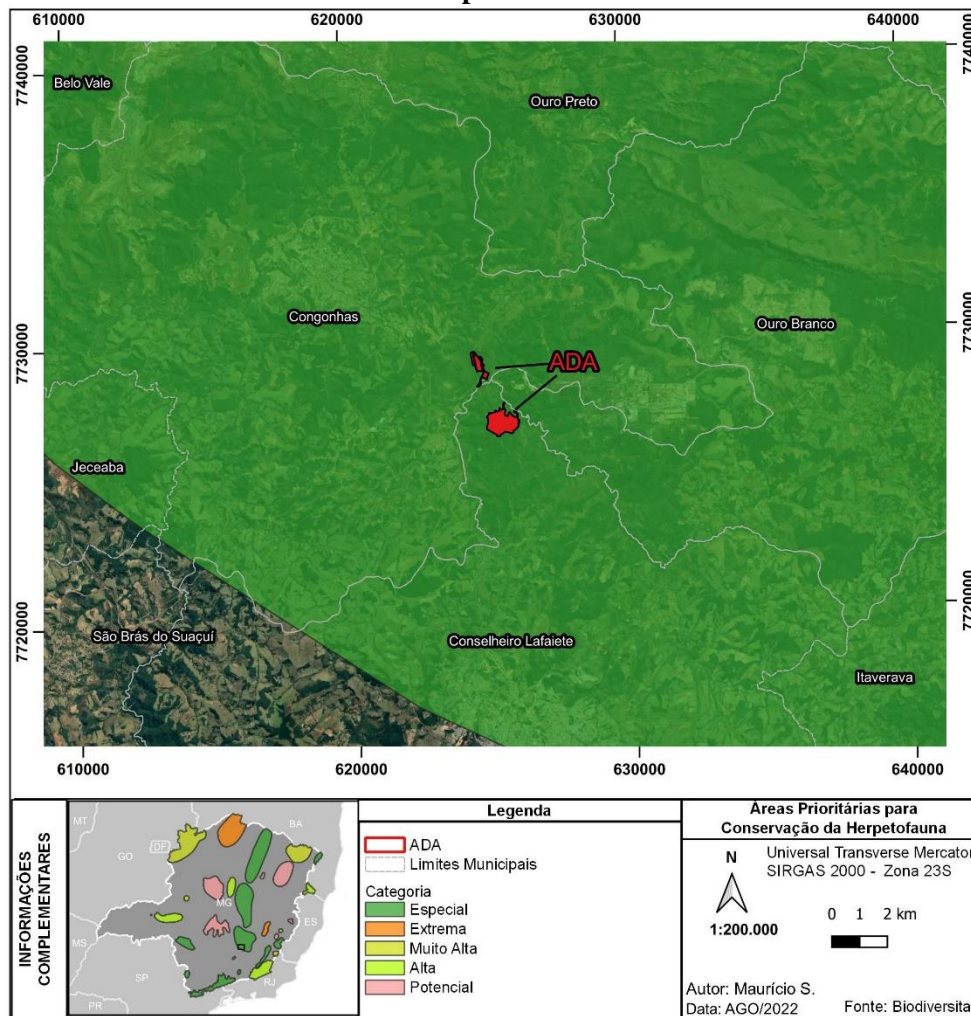 610000 620000 630000 640000
7740000
7740000
Belo Vale
Ouro Preto
Congonhas
Ouro Branco
7730000
7730000
ADA
Jeceaba
7720000
7720000
São Brás do Suaçuí
Conselheiro Lafaiete
Itaverava
610000 620000 630000 640000
INFORMAÇÕES
COMPLEMENTARES
MT
BA
GO
DF
MG
ES
MS
SP
RJ
PR
Legenda
ADA
Limites Municipais
Categoria
Especial
Extrema
Muito Alta
Alta
Potencial
Áreas Prioritárias para
Conservação da Herpetofauna
N
Universal Transverse Mercator
SIRGAS 2000 - Zona 23S
1:200.000
0 1 2 km
Autor: Maurício S.
Data: AGO/2022 Fonte: Biodiversita